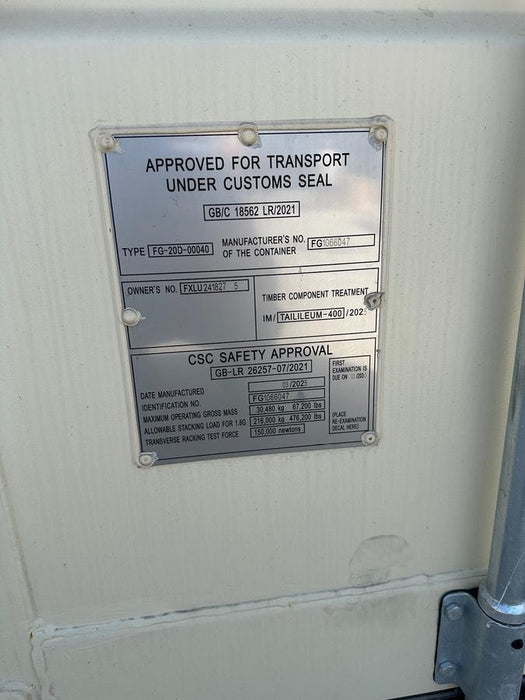 APPROVED FOR TRANSPORT
UNDER CUSTOMS SEAL
GB/C 18562 LR/2021
TYPE FG-20D-00040 MANUFACTURER'S NO. OF THE CONTAINER FG1066047
OWNER'S NO. FXLU241827 5
TIMBER COMPONENT TREATMENT
IM/ TAILILEUM-400 /2025
CSC SAFETY APPROVAL
GB-LR 26257-07/2021
DATE MANUFACTURED 03/2025
IDENTIFICATION NO. FG1066047
MAXIMUM OPERATING GROSS MASS 30,480 kg 67,200 lbs
ALLOWABLE STACKING LOAD FOR 1.8G 216,000 kg 476,200 lbs
TRANSVERSE RACKING TEST FORCE 150,000 newtons
FIRST
EXAMINATION IS
DUE ON
(PLACE
RE-EXAMINATION
DECAL HERE)